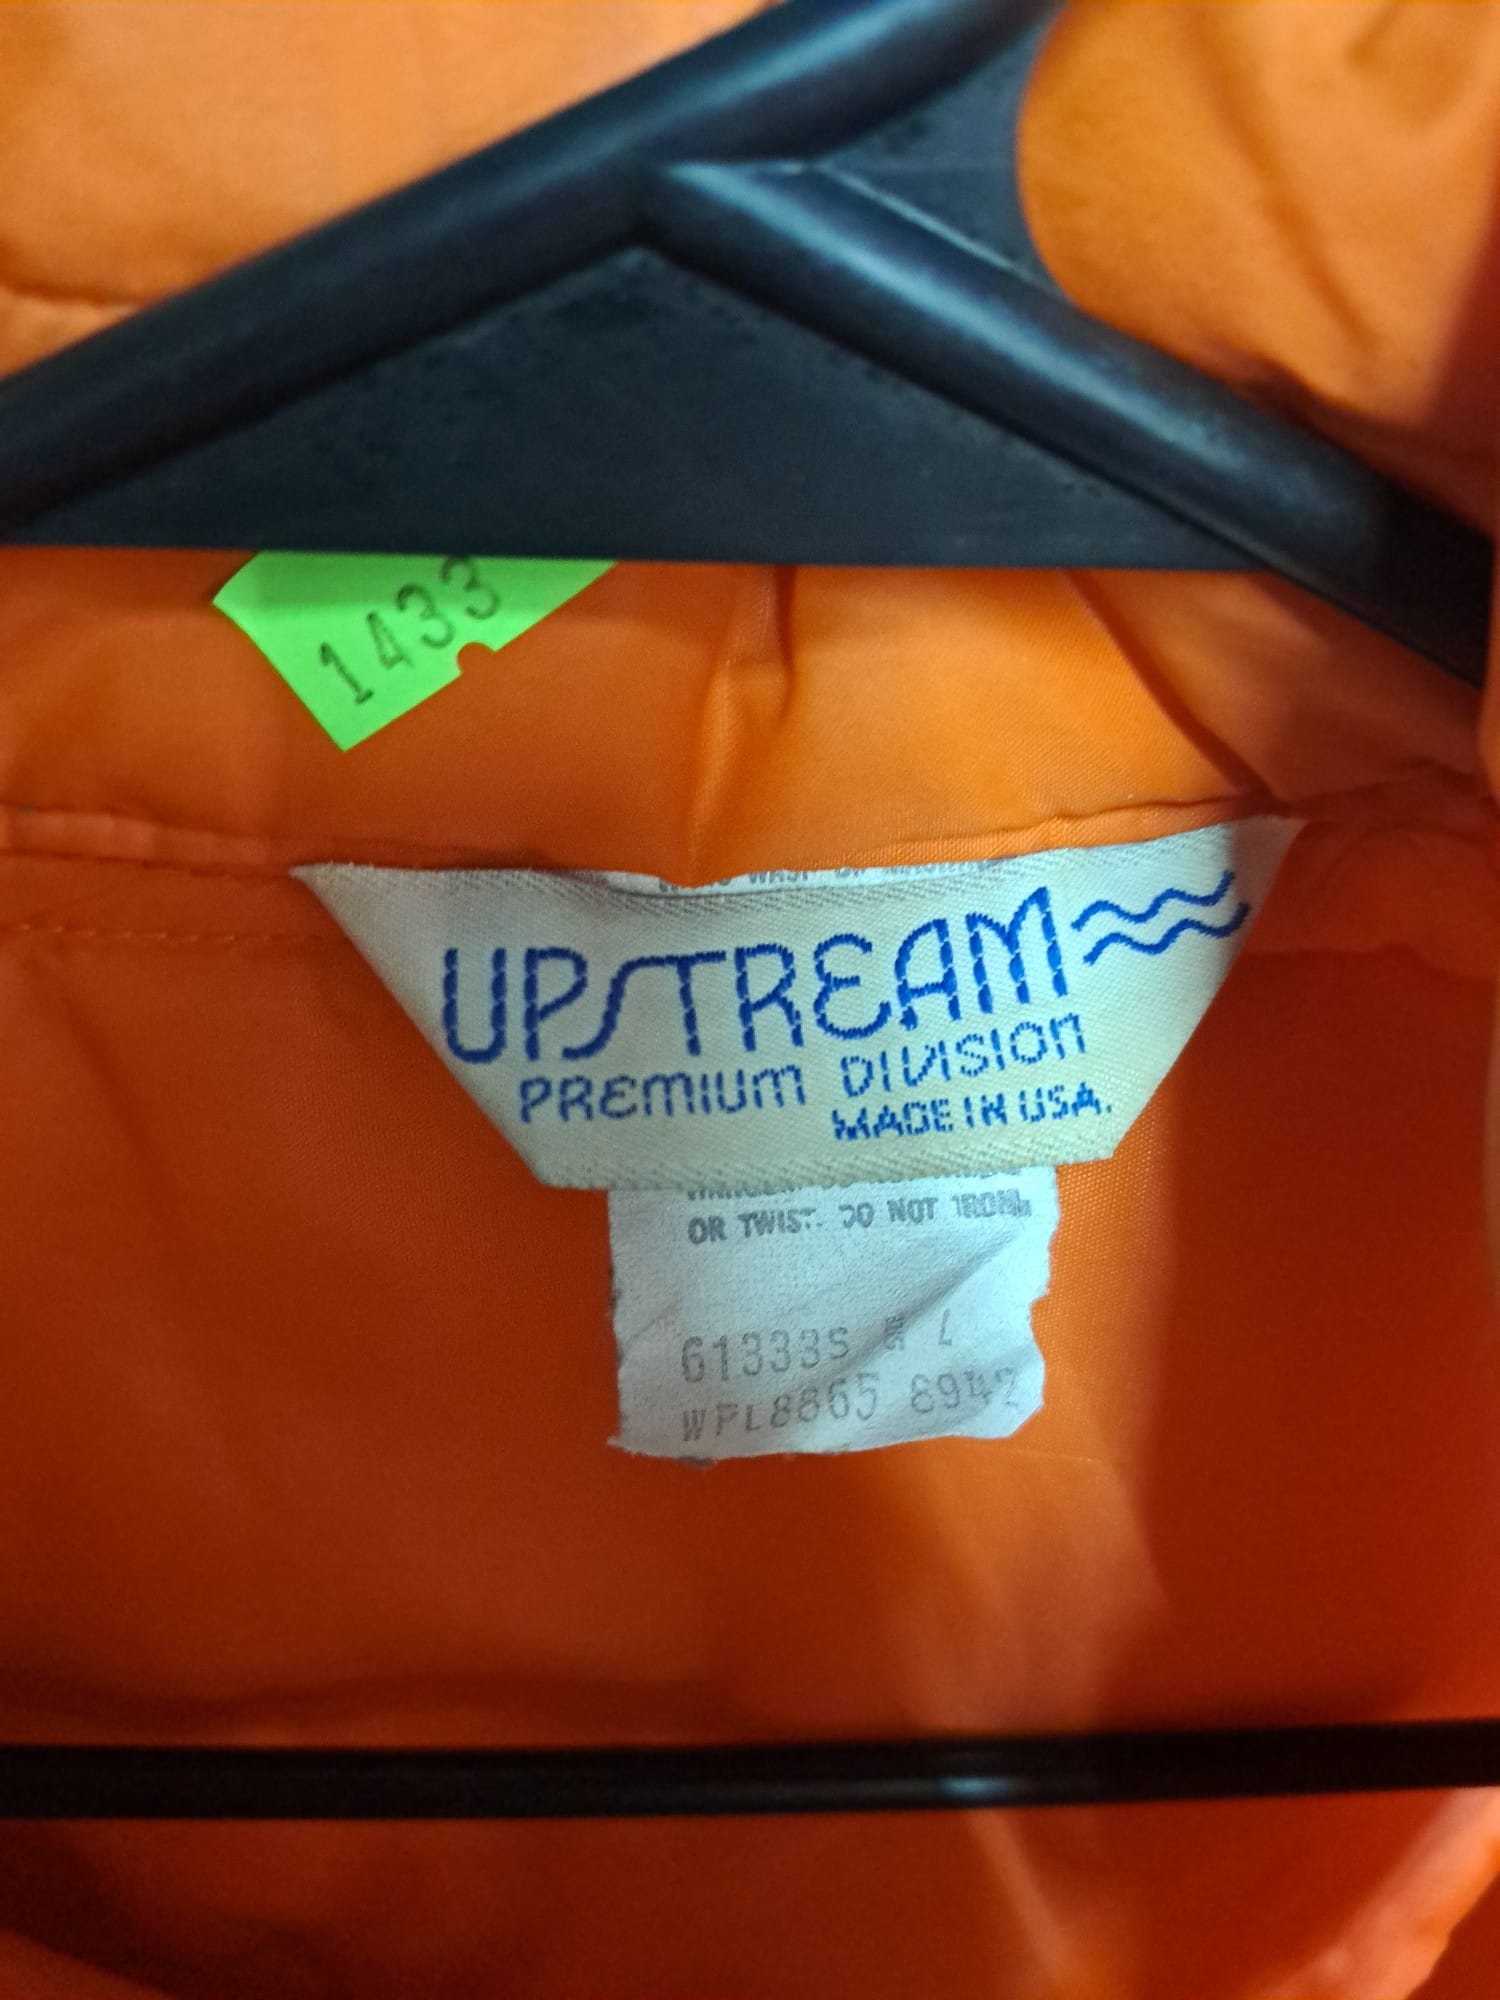 1433
UPSTREAM
PREMIUM DIVISION
MADE IN USA.
OR TWIST. DO NOT IRON.
61333S L
WPL8865 8942